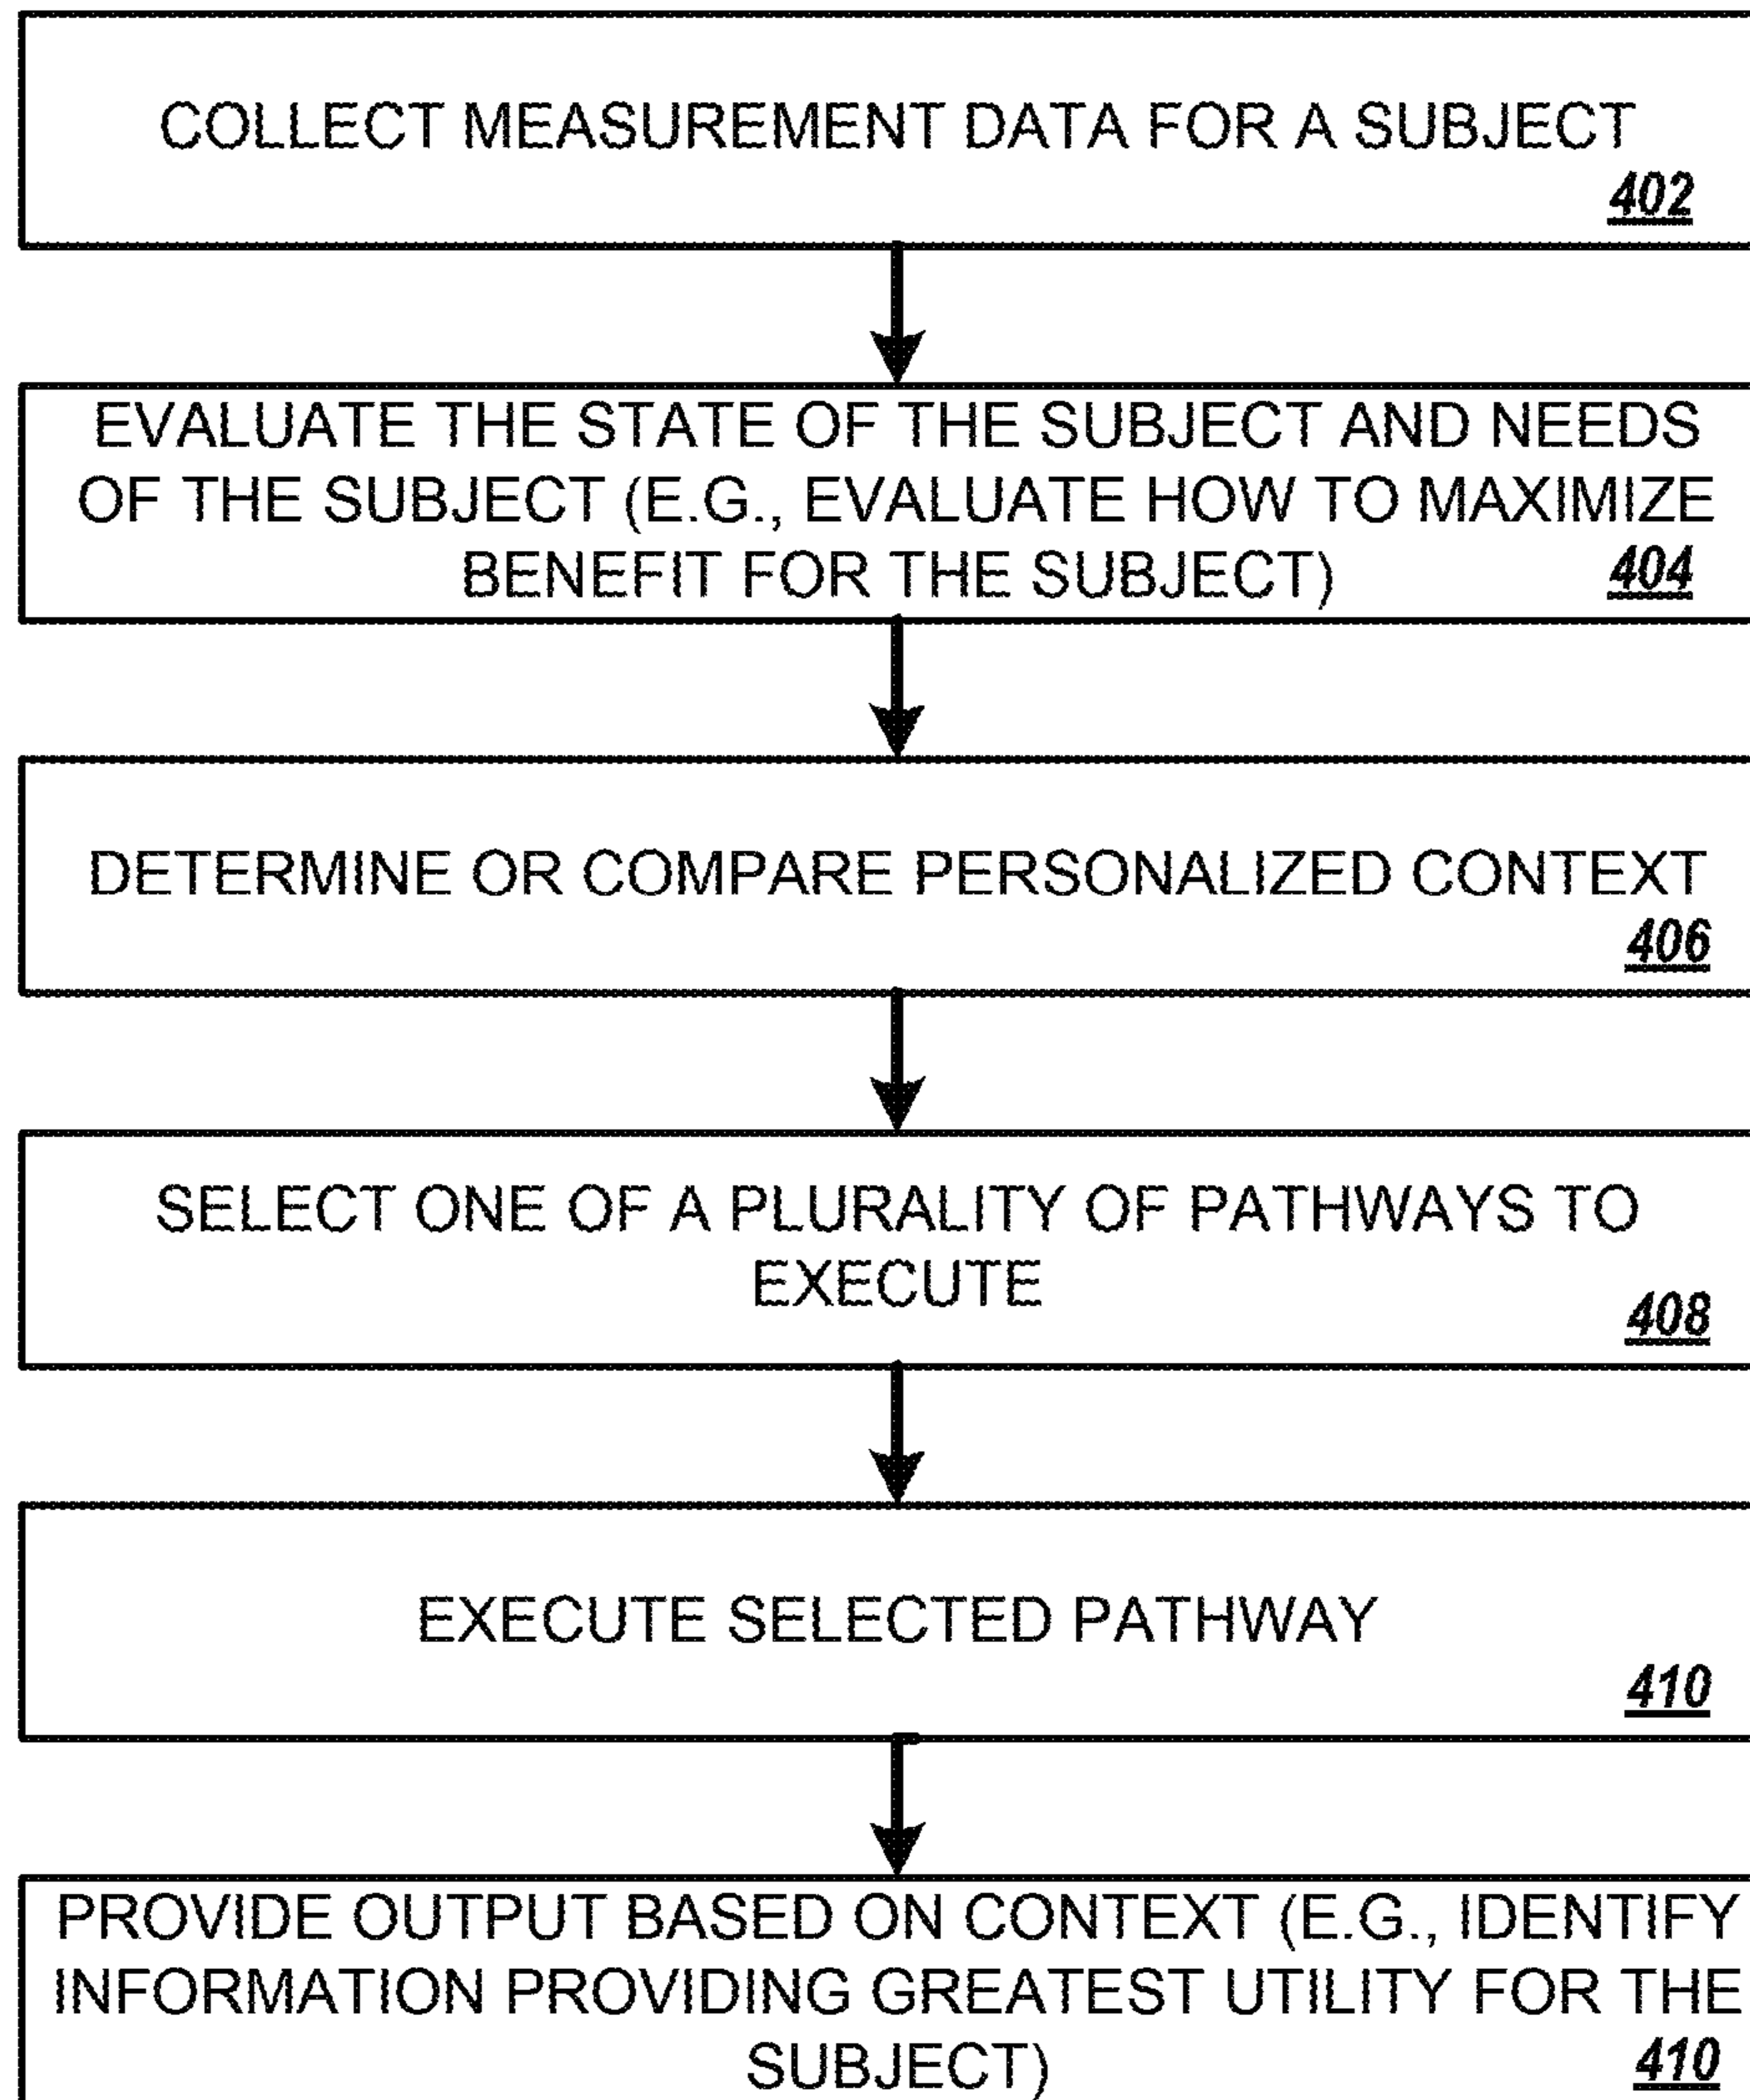 COLLECT MEASUREMENT DATA FOR A SUBJECT
402
EVALUATE THE STATE OF THE SUBJECT AND NEEDS
OF THE SUBJECT (E.G., EVALUATE HOW TO MAXIMIZE
BENEFIT FOR THE SUBJECT)
404
DETERMINE OR COMPARE PERSONALIZED CONTEXT
406
SELECT ONE OF A PLURALITY OF PATHWAYS TO
EXECUTE
408
EXECUTE SELECTED PATHWAY
410
PROVIDE OUTPUT BASED ON CONTEXT (E.G., IDENTIFY
INFORMATION PROVIDING GREATEST UTILITY FOR THE
SUBJECT)
410